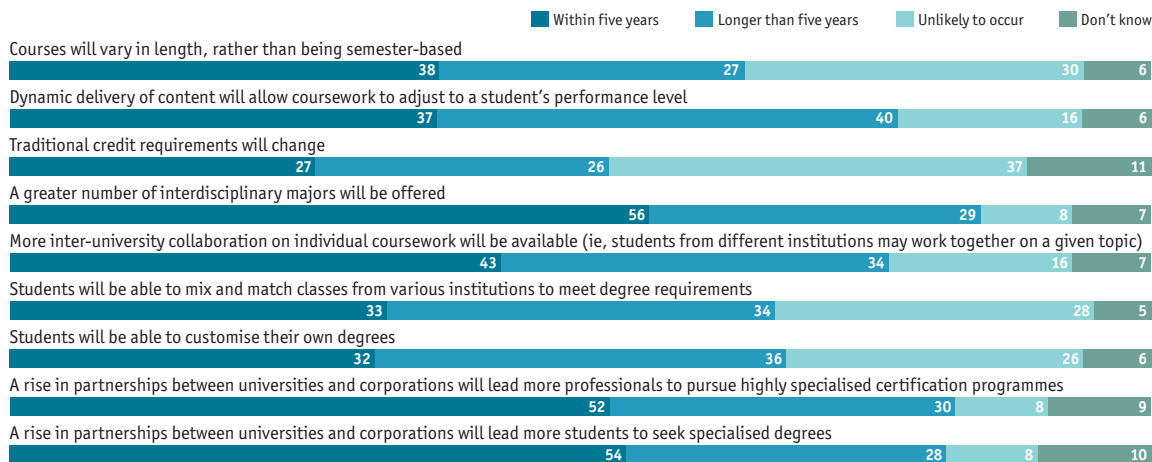 Within five years Longer than five years Unlikely to occur Don't know
Courses will vary in length, rather than being semester-based
38 27 30 6
Dynamic delivery of content will allow coursework to adjust to a student's performance level
37 40 16 6
Traditional credit requirements will change
27 26 37 11
A greater number of interdisciplinary majors will be offered
56 29 8 7
More inter-university collaboration on individual coursework will be available (ie, students from different institutions may work together on a given topic)
43 34 16 7
Students will be able to mix and match classes from various institutions to meet degree requirements
33 34 28 5
Students will be able to customise their own degrees
32 36 26 6
A rise in partnerships between universities and corporations will lead more professionals to pursue highly specialised certification programmes
52 30 8 9
A rise in partnerships between universities and corporations will lead more students to seek specialised degrees
54 28 8 10